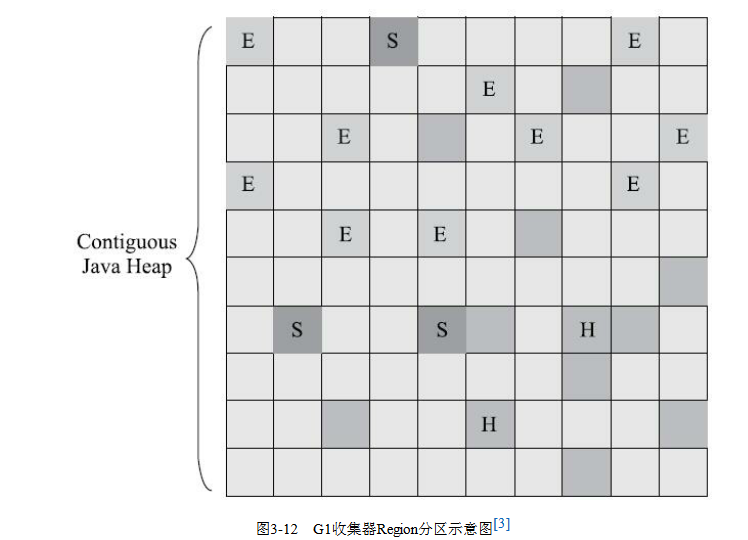 E S E
E
E E E
E E
Contiguous
Java Heap
E E
S S H
H
图3-12 G1收集器Region分区示意图[3]